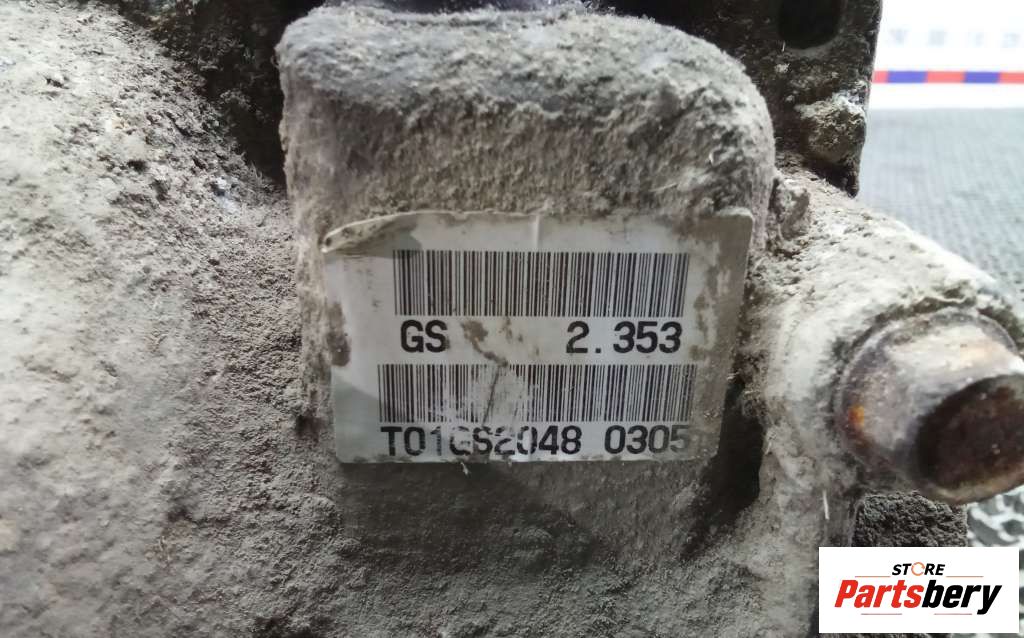 GS 2.353
T01GS2048 0305
STORE
Partsbery